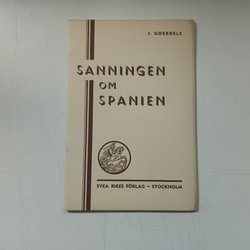 J. GOEBBELS
SANNINGEN
OM
SPANIEN
SVEA RIKES FÖRLAG – STOCKHOLM